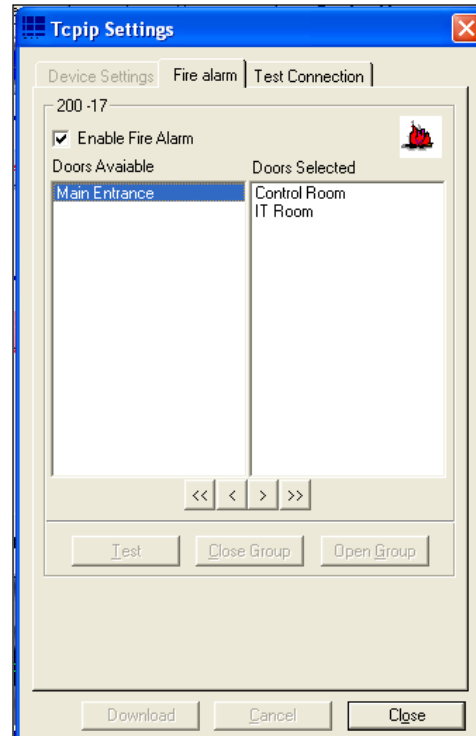 Tcpip Settings
Device Settings Fire alarm Test Connection
200 -17
Enable Fire Alarm
Doors Avaiable Doors Selected
Main Entrance Control Room
IT Room
<< < > >>
Test Close Group Open Group
Download Cancel Close